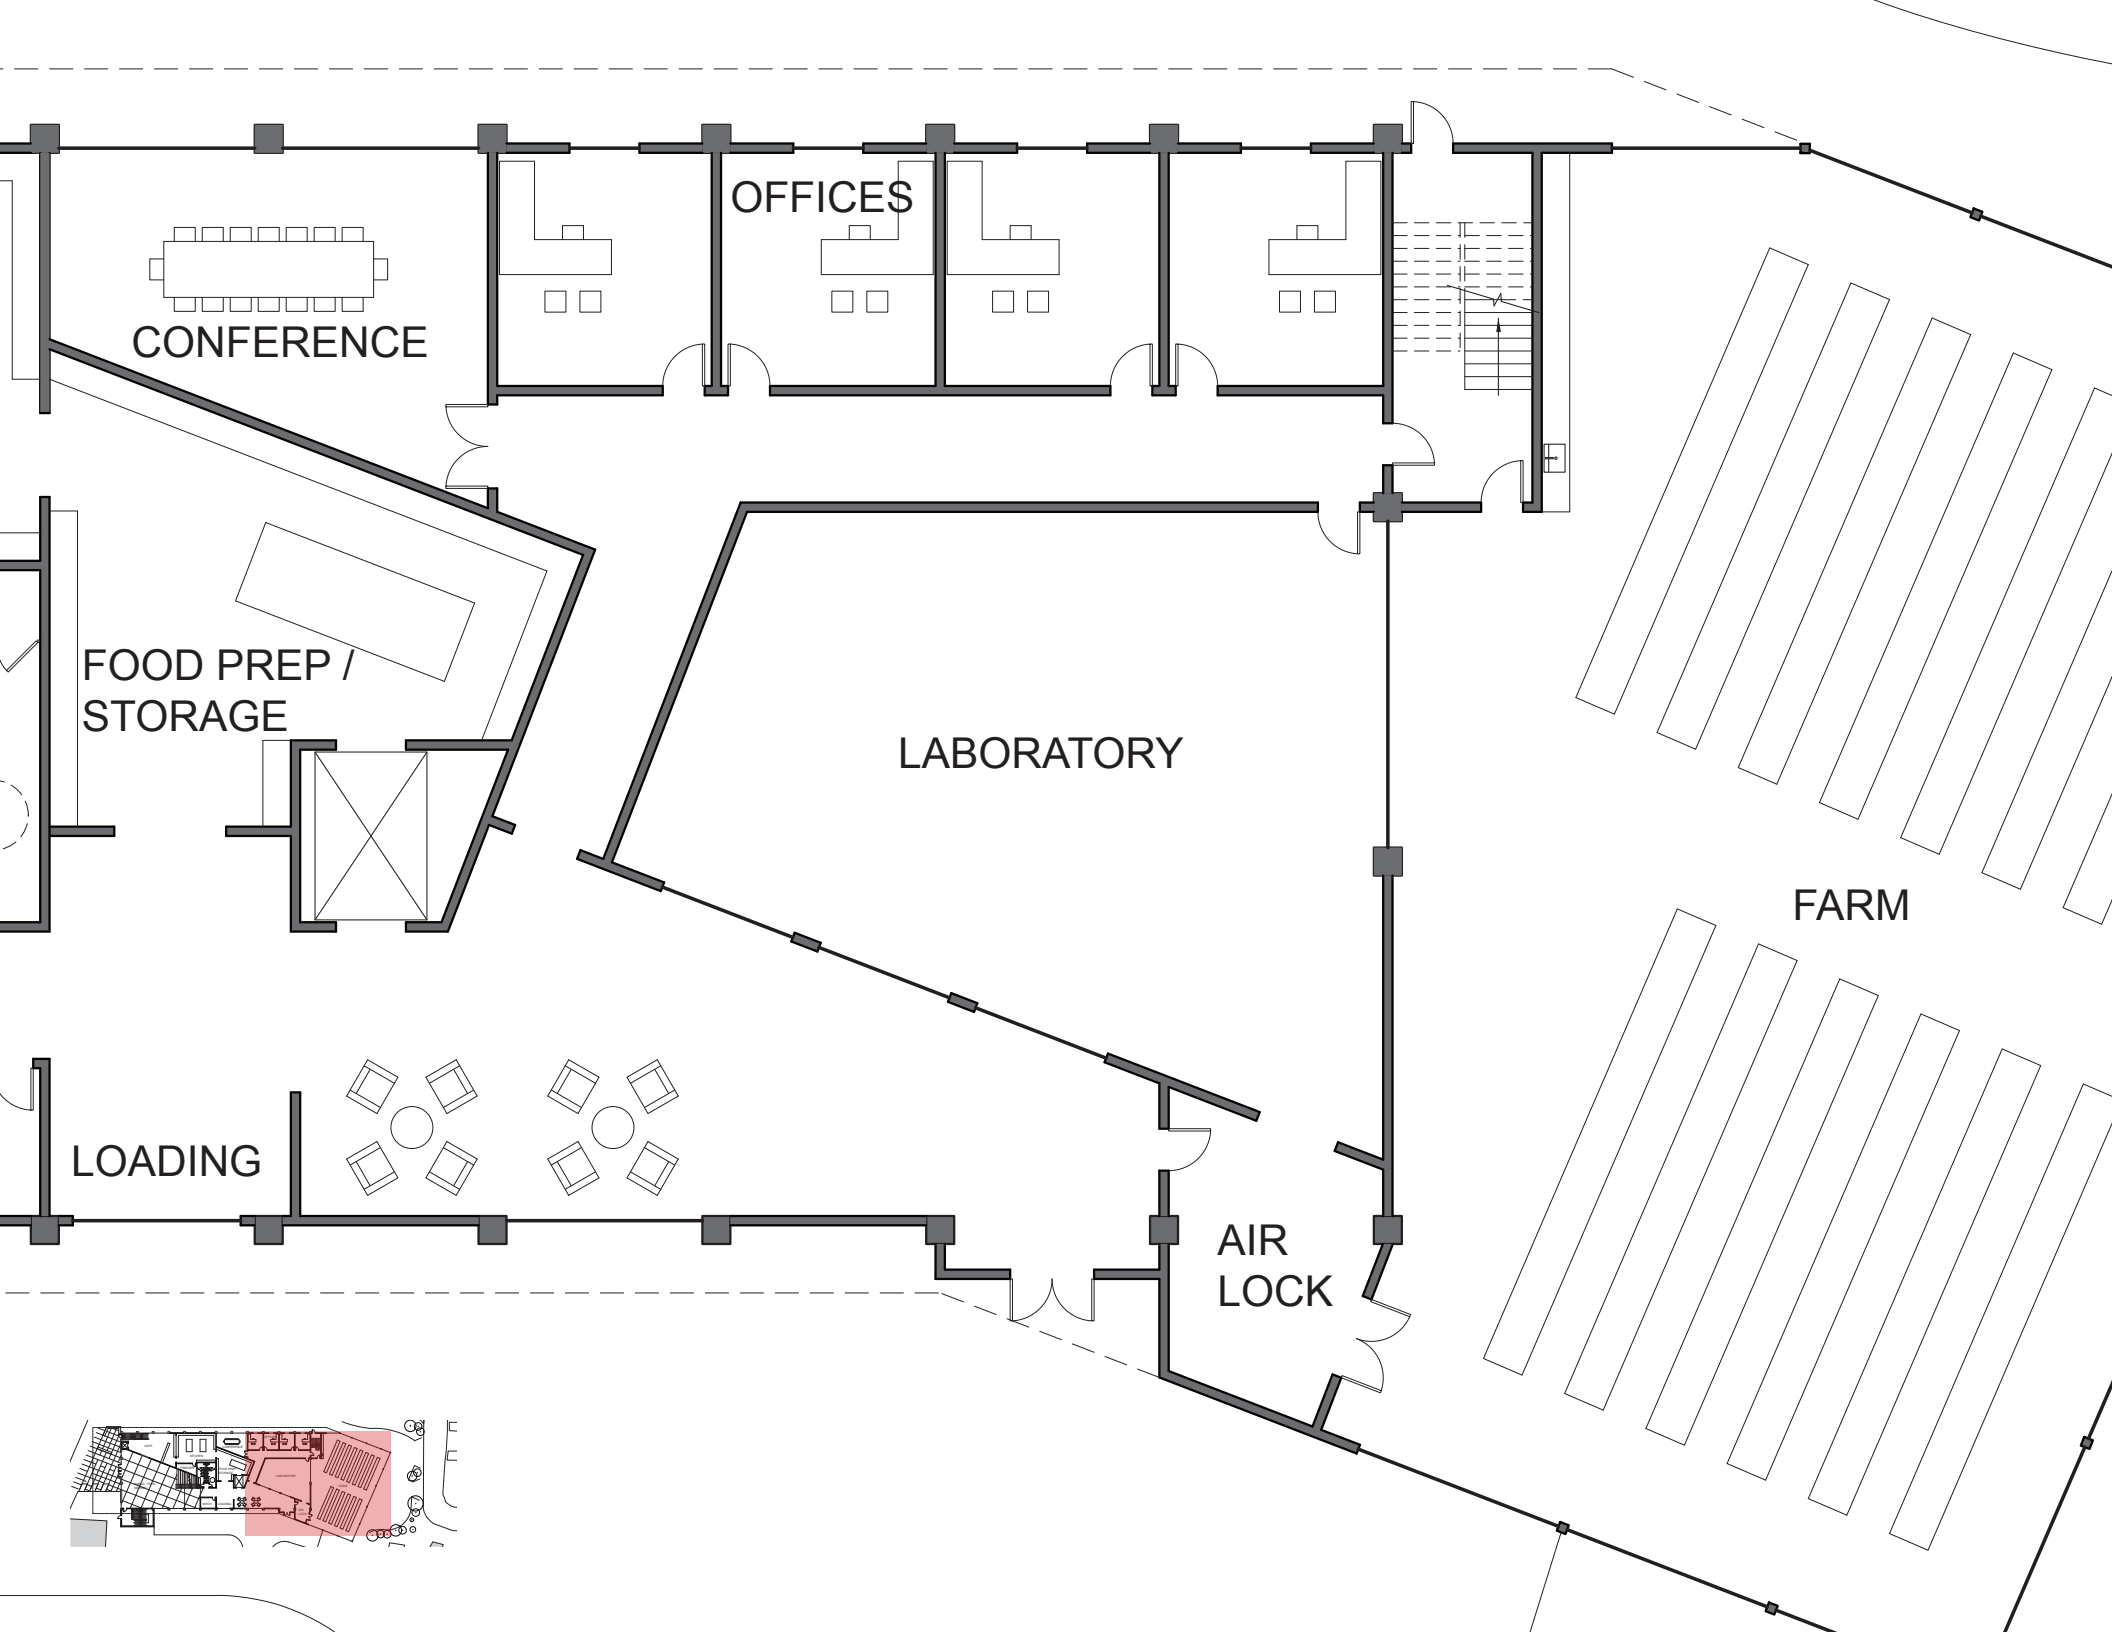 OFFICES
CONFERENCE
FOOD PREP /
STORAGE
LABORATORY
FARM
LOADING
AIR
LOCK